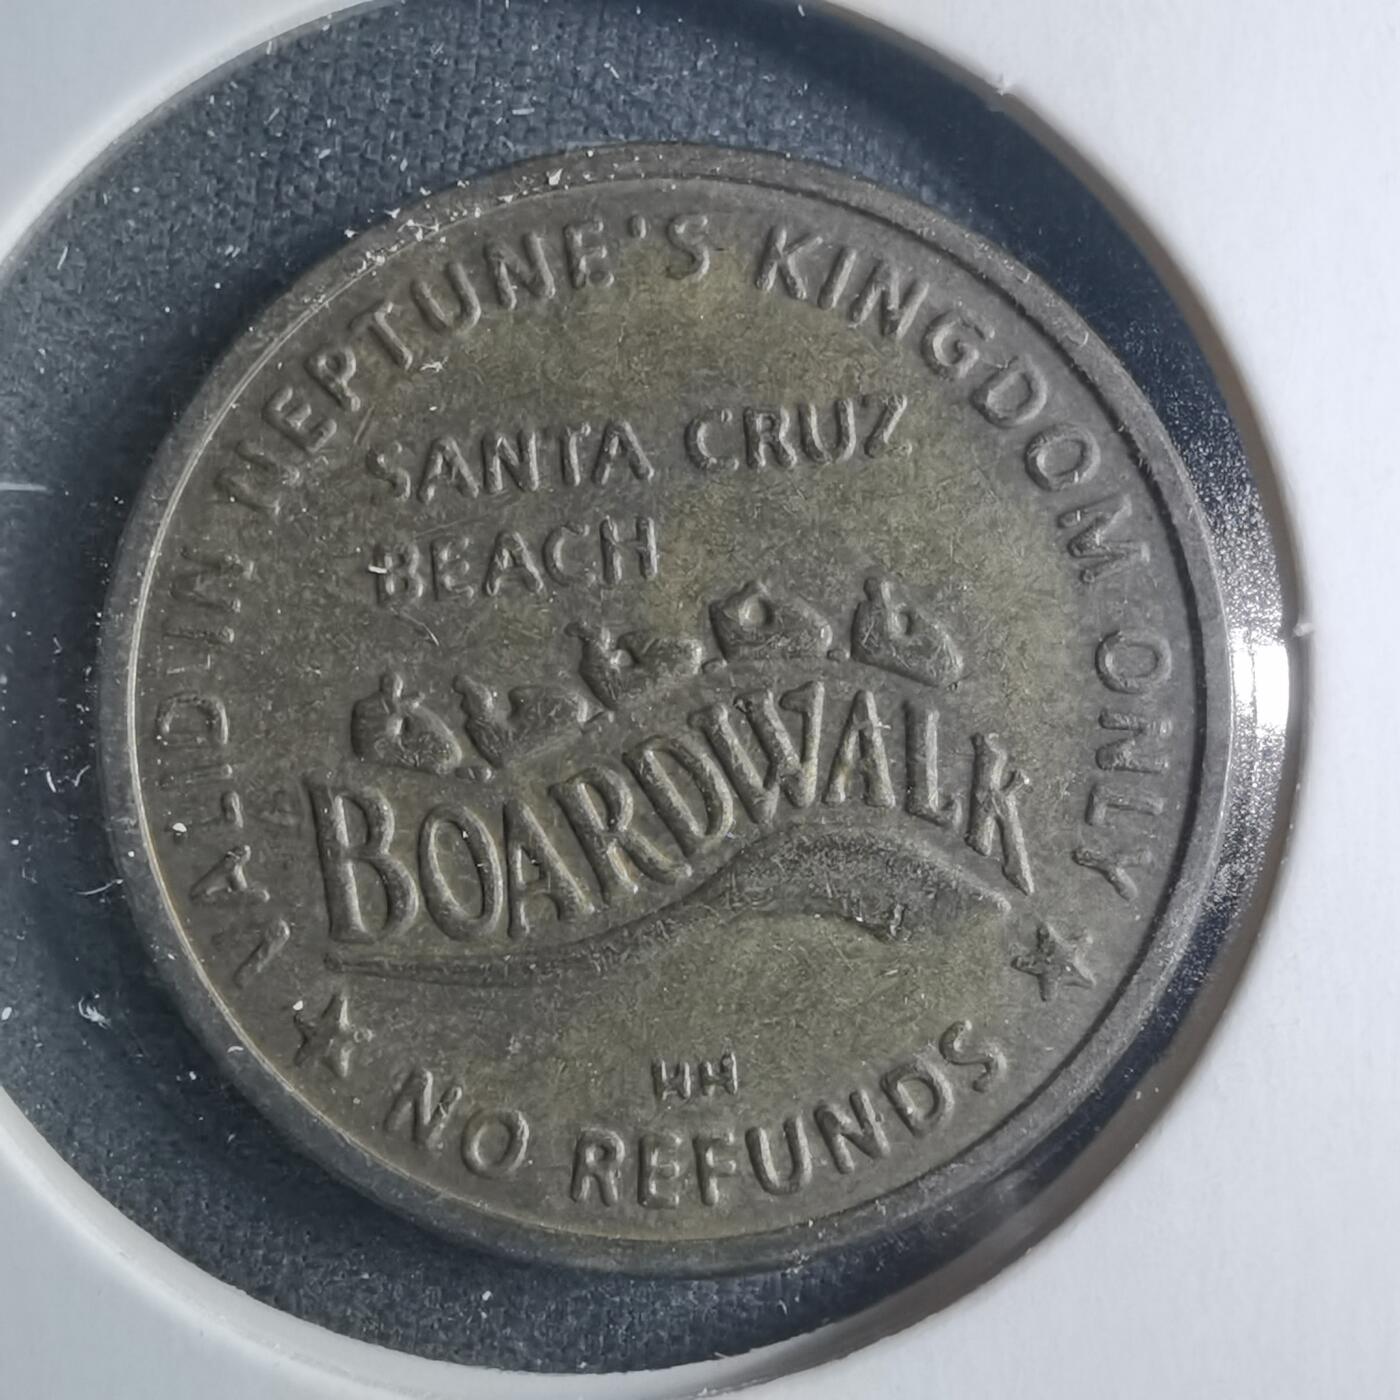 VALID IN NEPTUNE'S KINGDOM ONLY
SANTA CRUZ
BEACH
BOARDWALK
HH
NO REFUNDS